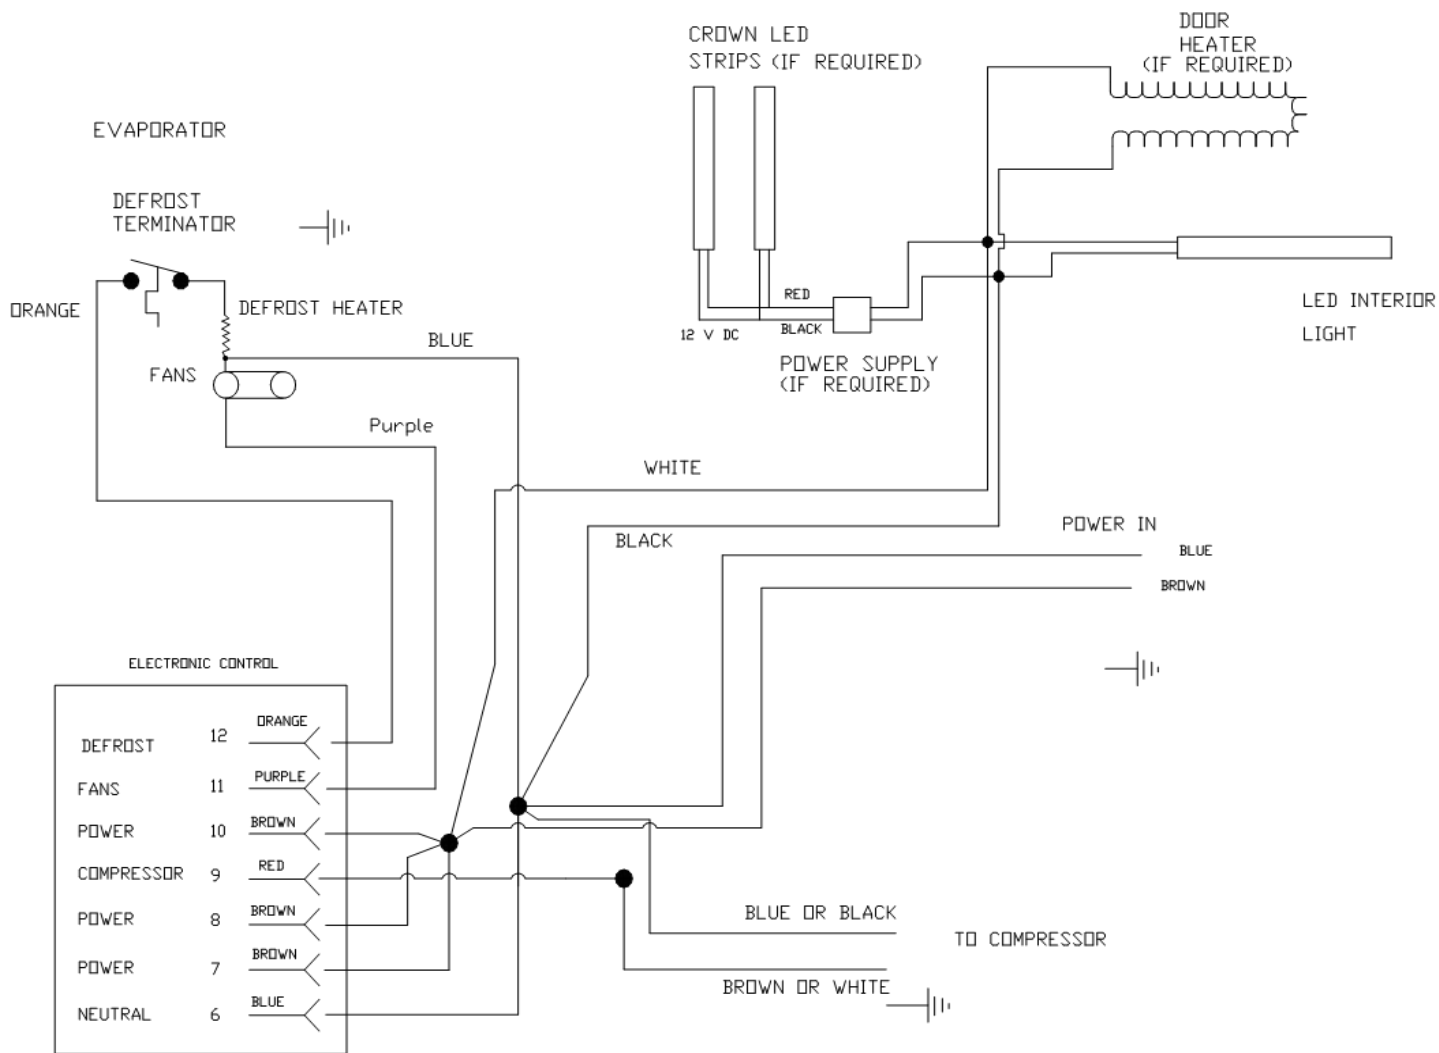 CROWN LED
STRIPS (IF REQUIRED)
DOOR
HEATER
(IF REQUIRED)
EVAPORATOR
DEFROST
TERMINATOR
ORANGE
DEFROST HEATER
BLUE
FANS
Purple
RED
12 V DC
BLACK
POWER SUPPLY
(IF REQUIRED)
LED INTERIOR
LIGHT
WHITE
BLACK
POWER IN
BLUE
BROWN
ELECTRONIC CONTROL
DEFROST 12 ORANGE
FANS 11 PURPLE
POWER 10 BROWN
COMPRESSOR 9 RED
POWER 8 BROWN
POWER 7 BROWN
NEUTRAL 6 BLUE
BLUE OR BLACK
TO COMPRESSOR
BROWN OR WHITE